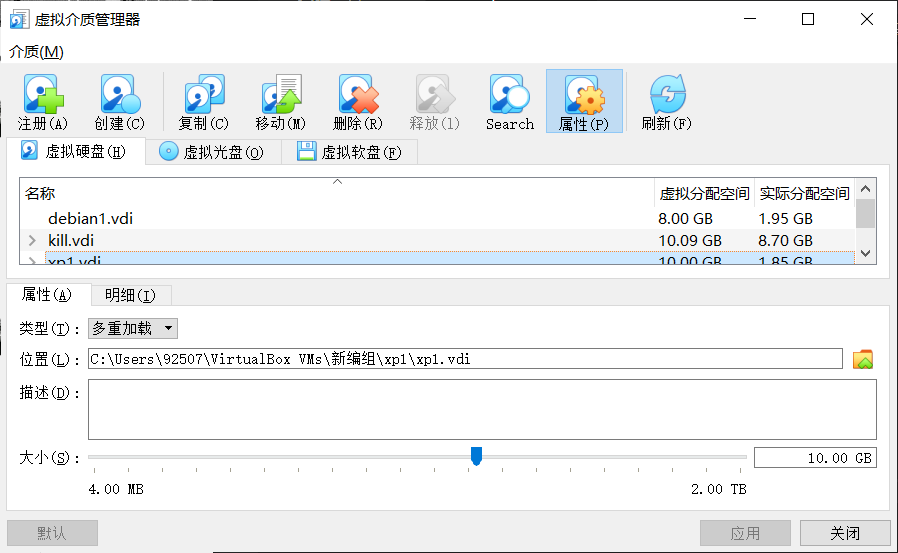 虚拟介质管理器
介质(M)
注册(A) 创建(C) 复制(C) 移动(M) 删除(R) 释放(l) Search 属性(P) 刷新(F)
虚拟硬盘(H) 虚拟光盘(O) 虚拟软盘(F)
名称 虚拟分配空间 实际分配空间
debian1.vdi 8.00 GB 1.95 GB
kill.vdi 10.09 GB 8.70 GB
xp1.vdi 10.00 GB 1.85 GB
属性(A) 明细(I)
类型(T)： 多重加载
位置(L)： C:\Users\92507\VirtualBox VMs\新编组\xp1\xp1.vdi
描述(D)：
大小(S)： 10.00 GB
4.00 MB 2.00 TB
默认 应用 关闭